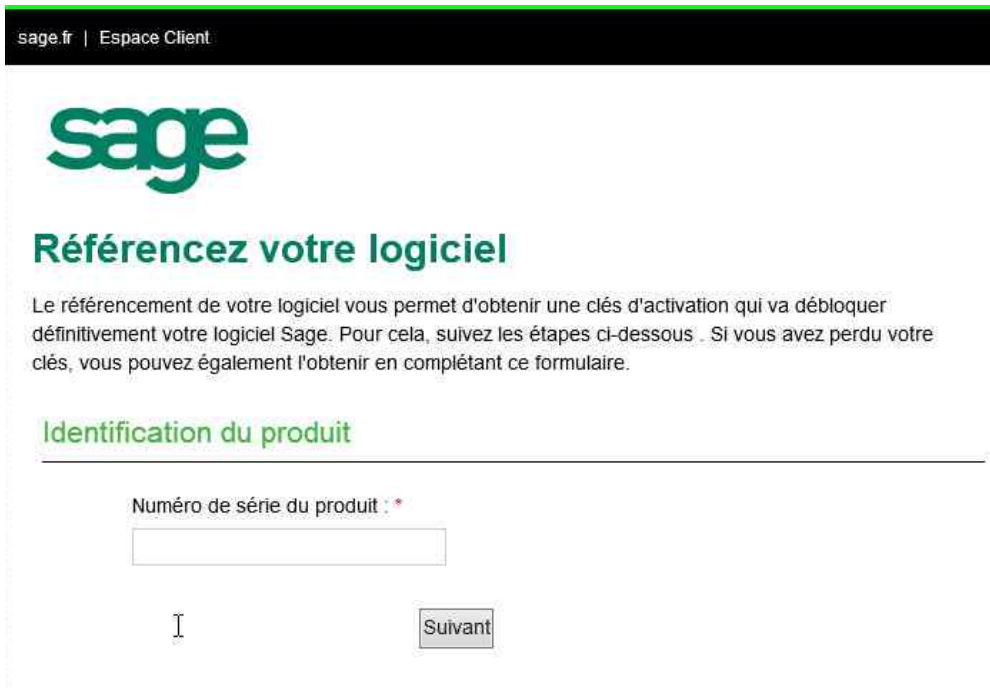 sage.fr | Espace Client
sage
Référencez votre logiciel
Le référencement de votre logiciel vous permet d'obtenir une clés d'activation qui va débloquer
définitivement votre logiciel Sage. Pour cela, suivez les étapes ci-dessous . Si vous avez perdu votre
clés, vous pouvez également l'obtenir en complétant ce formulaire.
Identification du produit
Numéro de série du produit : *
Suivant